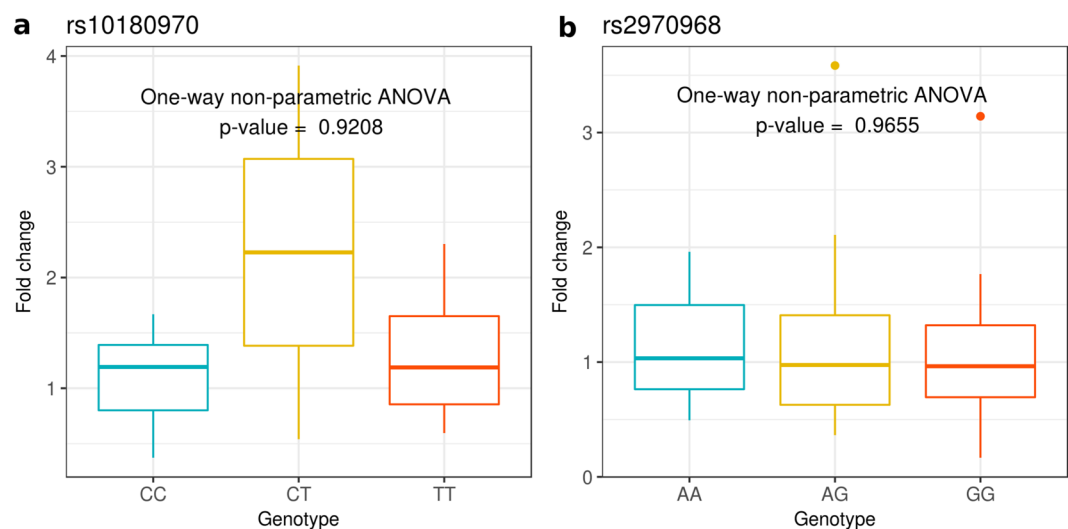 a rs10180970
One-way non-parametric ANOVA
p-value = 0.9208
4
3
2
1
Fold change
CC CT TT
Genotype
b rs2970968
One-way non-parametric ANOVA
p-value = 0.9655
3
2
1
0
Fold change
AA AG GG
Genotype